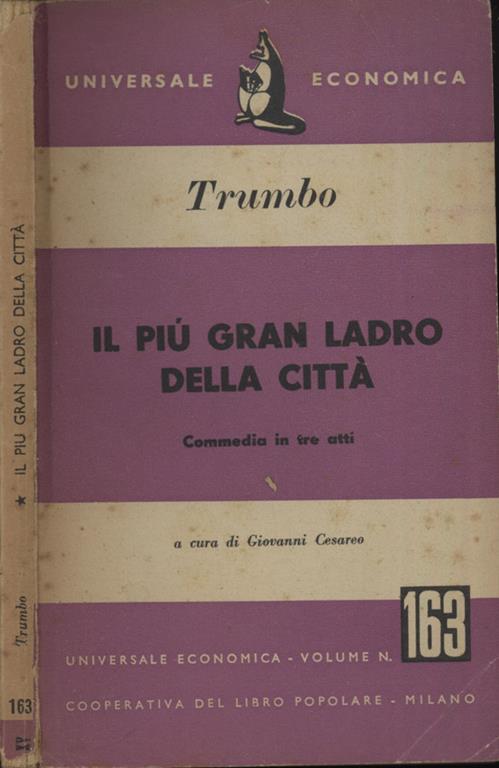 UNIVERSALE ECONOMICA
Trumbo
IL PIÚ GRAN LADRO
DELLA CITTÀ
Commedia in tre atti
a cura di Giovanni Cesareo
UNIVERSALE ECONOMICA - VOLUME N. 163
COOPERATIVA DEL LIBRO POPOLARE - MILANO
Trumbo ★ IL PIU GRAN LADRO DELLA CITTÀ
163